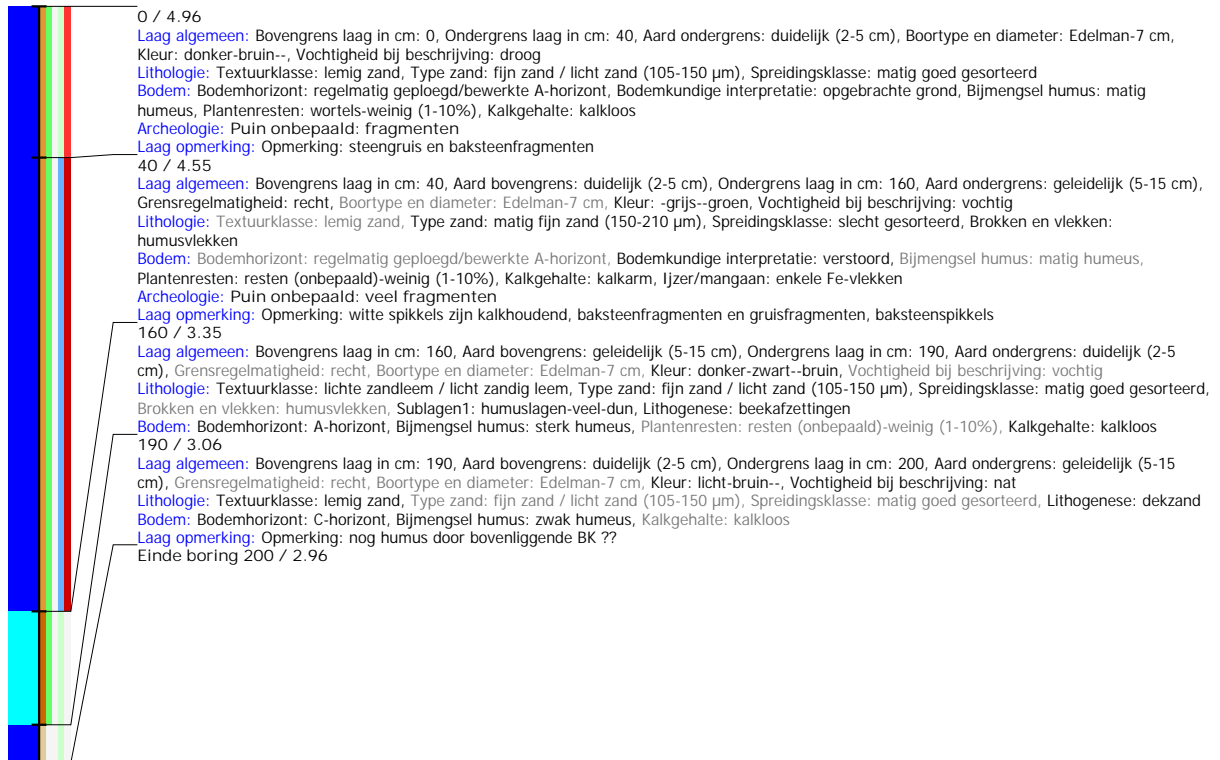 0 / 4.96
Laag algemeen: Bovengrens laag in cm: 0, Ondergrens laag in cm: 40, Aard ondergrens: duidelijk (2-5 cm), Boortype en diameter: Edelman-7 cm,
Kleur: donker-bruin--, Vochtigheid bij beschrijving: droog
Lithologie: Textuurklasse: lemig zand, Type zand: fijn zand / licht zand (105-150 µm), Spreidingsklasse: matig goed gesorteerd
Bodem: Bodemhorizont: regelmatig geploegd/bewerkte A-horizont, Bodemkundige interpretatie: opgebrachte grond, Bijmengsel humus: matig
humeus, Plantenresten: wortels-weinig (1-10%), Kalkgehalte: kalkloos
Archeologie: Puin onbepaald: fragmenten
Laag opmerking: Opmerking: steengruis en baksteenfragmenten
40 / 4.55
Laag algemeen: Bovengrens laag in cm: 40, Aard bovengrens: duidelijk (2-5 cm), Ondergrens laag in cm: 160, Aard ondergrens: geleidelijk (5-15 cm),
Grensregelmatigheid: recht, Boortype en diameter: Edelman-7 cm, Kleur: -grijs--groen, Vochtigheid bij beschrijving: vochtig
Lithologie: Textuurklasse: lemig zand, Type zand: matig fijn zand (150-210 µm), Spreidingsklasse: slecht gesorteerd, Brokken en vlekken:
humusvlekken
Bodem: Bodemhorizont: regelmatig geploegd/bewerkte A-horizont, Bodemkundige interpretatie: verstoord, Bijmengsel humus: matig humeus,
Plantenresten: resten (onbepaald)-weinig (1-10%), Kalkgehalte: kalkarm, Ijzer/mangaan: enkele Fe-vlekken
Archeologie: Puin onbepaald: veel fragmenten
Laag opmerking: Opmerking: witte spikkels zijn kalkhoudend, baksteenfragmenten en gruisfragmenten, baksteenspikkels
160 / 3.35
Laag algemeen: Bovengrens laag in cm: 160, Aard bovengrens: geleidelijk (5-15 cm), Ondergrens laag in cm: 190, Aard ondergrens: duidelijk (2-5
cm), Grensregelmatigheid: recht, Boortype en diameter: Edelman-7 cm, Kleur: donker-zwart--bruin, Vochtigheid bij beschrijving: vochtig
Lithologie: Textuurklasse: lichte zandleem / licht zandig leem, Type zand: fijn zand / licht zand (105-150 µm), Spreidingsklasse: matig goed gesorteerd,
Brokken en vlekken: humusvlekken, Sublagen1: humuslagen-veel-dun, Lithogenese: beekafzettingen
Bodem: Bodemhorizont: A-horizont, Bijmengsel humus: sterk humeus, Plantenresten: resten (onbepaald)-weinig (1-10%), Kalkgehalte: kalkloos
190 / 3.06
Laag algemeen: Bovengrens laag in cm: 190, Aard bovengrens: duidelijk (2-5 cm), Ondergrens laag in cm: 200, Aard ondergrens: geleidelijk (5-15
cm), Grensregelmatigheid: recht, Boortype en diameter: Edelman-7 cm, Kleur: licht-bruin--, Vochtigheid bij beschrijving: nat
Lithologie: Textuurklasse: lemig zand, Type zand: fijn zand / licht zand (105-150 µm), Spreidingsklasse: matig goed gesorteerd, Lithogenese: dekzand
Bodem: Bodemhorizont: C-horizont, Bijmengsel humus: zwak humeus, Kalkgehalte: kalkloos
Laag opmerking: Opmerking: nog humus door bovenliggende BK ??
Einde boring 200 / 2.96